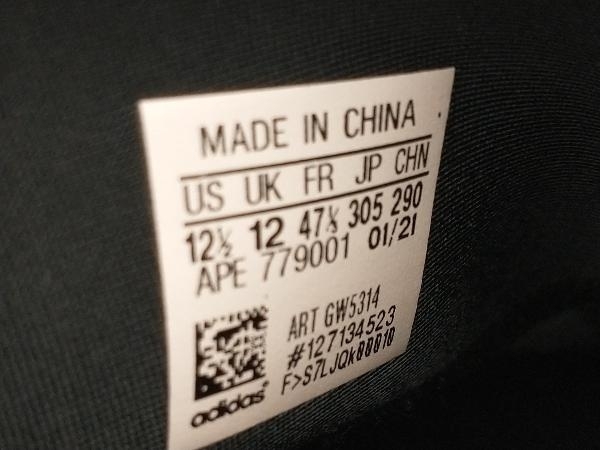 MADE IN CHINA
US UK FR JP CHN
12½ 12 47⅓ 305 290
APE 779001 01/21
ART GW5314
#127134523
F>S7LJQk00010
adidas®